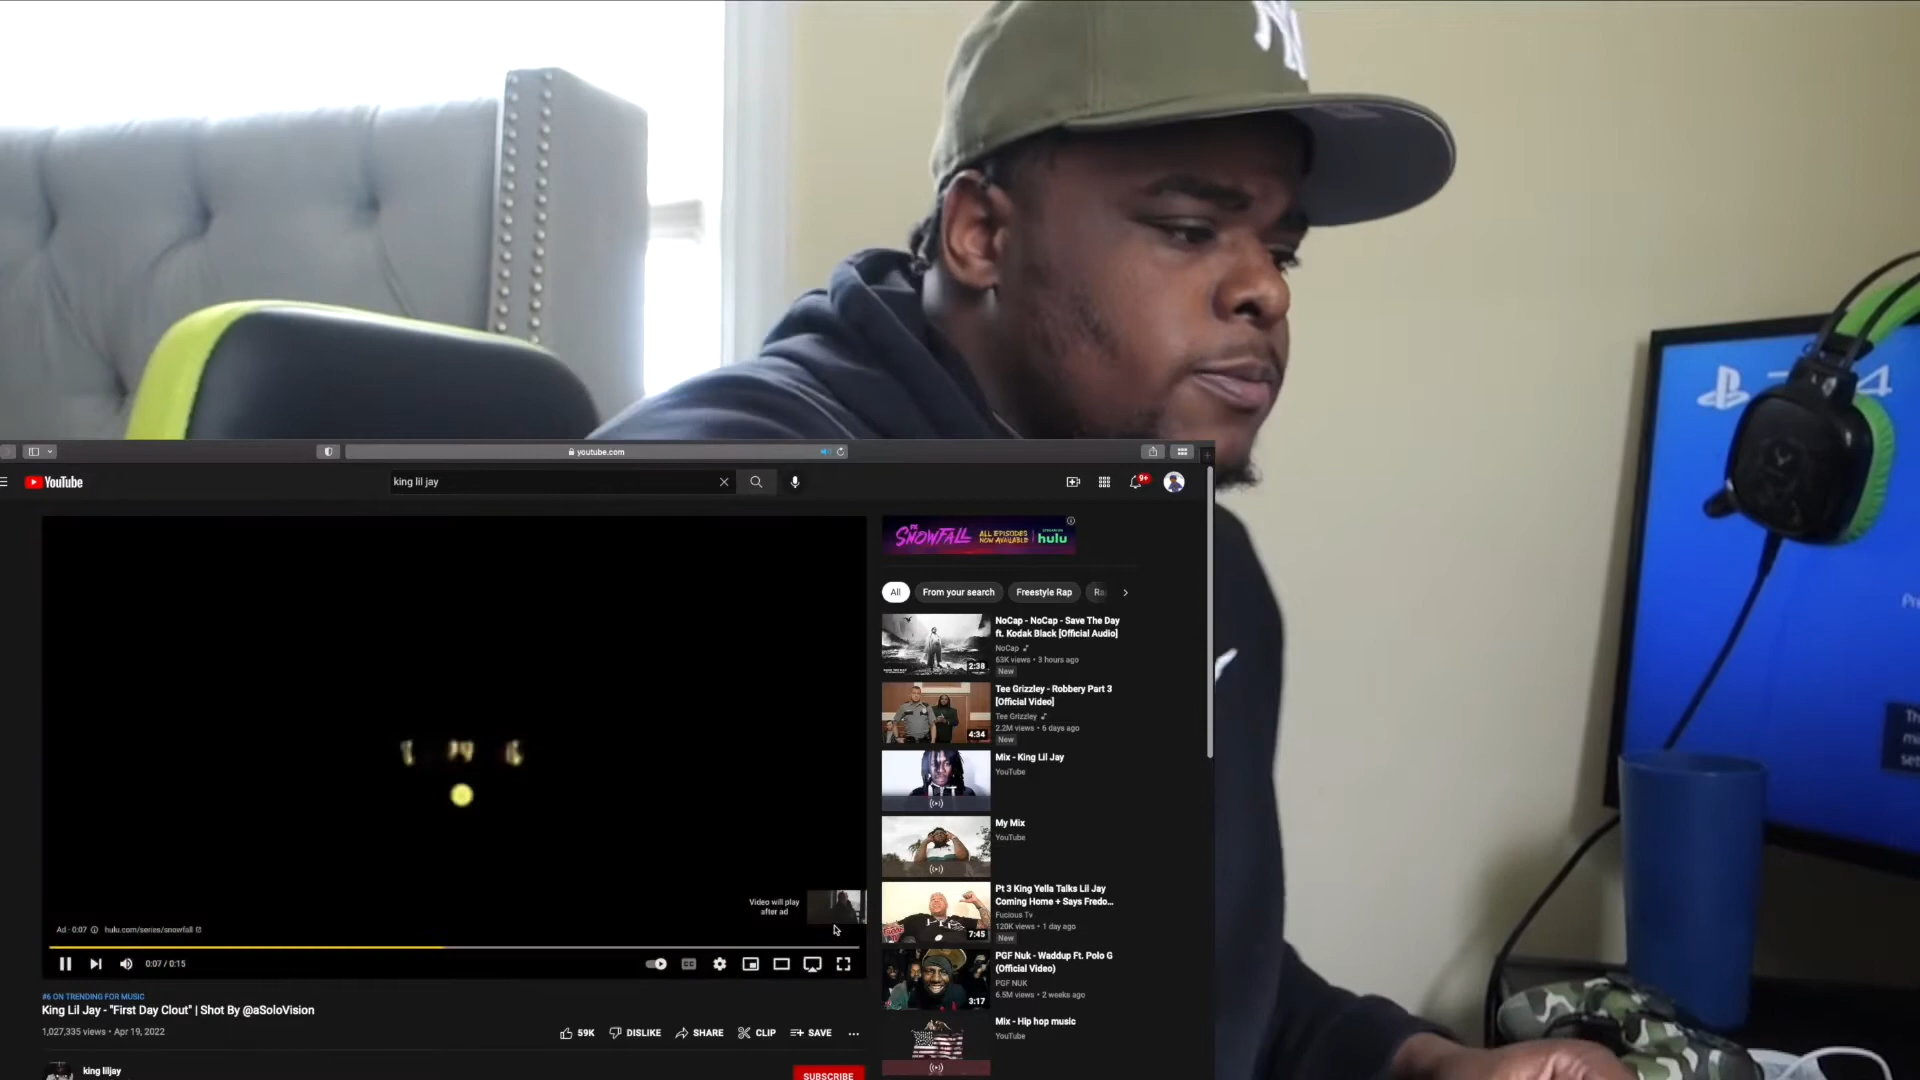 NY
youtube.com
YouTube
king lil jay
9+
FX
SNOWFALL
ALL EPISODES
NOW AVAILABLE
hulu
All
From your search
Freestyle Rap
Ra
NoCap - NoCap - Save The Day
ft. Kodak Black [Official Audio]
NoCap
63K views • 3 hours ago
New
2:38
Tee Grizzley - Robbery Part 3
[Official Video]
Tee Grizzley
2.2M views • 6 days ago
New
4:34
Mix - King Lil Jay
YouTube
My Mix
YouTube
Pt 3 King Yella Talks Lil Jay
Coming Home + Says Fredo...
Fucious Tv
120K views • 1 day ago
New
7:45
PGF Nuk - Waddup Ft. Polo G
(Official Video)
PGF NUK
6.5M views • 2 weeks ago
3:17
Mix - Hip hop music
YouTube
Video will play
after ad
Ad · 0:07
hulu.com/series/snowfall
0:07 / 0:15
CC
#6 ON TRENDING FOR MUSIC
King Lil Jay - "First Day Clout" | Shot By @aSoloVision
1,027,335 views • Apr 19, 2022
59K
DISLIKE
SHARE
CLIP
SAVE
king liljay
SUBSCRIBE
4